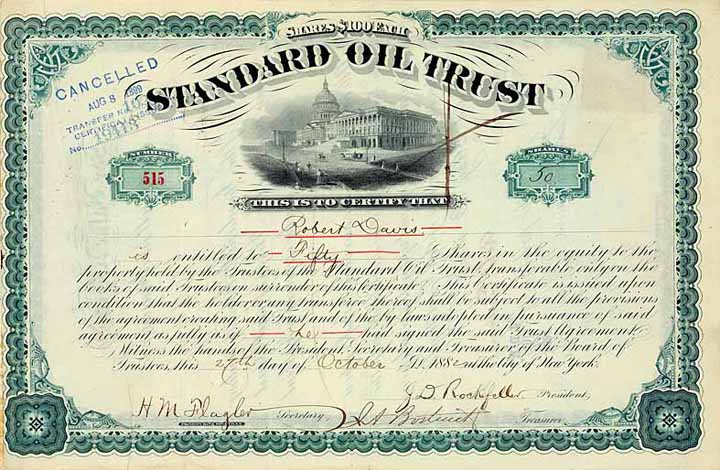 SHARES $100 EACH
STANDARD OIL TRUST
CANCELLED
AUG 8 1899
TRANSFER
CERTIFICATE
No.
NUMBER
515
SHARES
50
THIS IS TO CERTIFY THAT
Robert Davis
is entitled to Fifty Shares in the equity to the
property held by the Trustees of the Standard Oil Trust, transferable only on the
books of said Trustees on surrender of this Certificate. This Certificate is issued upon
condition that the holder or any transferee thereof shall be subject to all the provisions
of the agreement creating said Trust and of the by laws adopted in pursuance of said
agreement as fully as if he had signed the said Trust Agreement.
Witness the hands of the President, Secretary and Treasurer of the Board of
Trustees, this 27th day of October A.D. 1882 in the City of New York.
J D Rockefeller President,
H M Flagler Secretary, J A Bostwick Treasurer